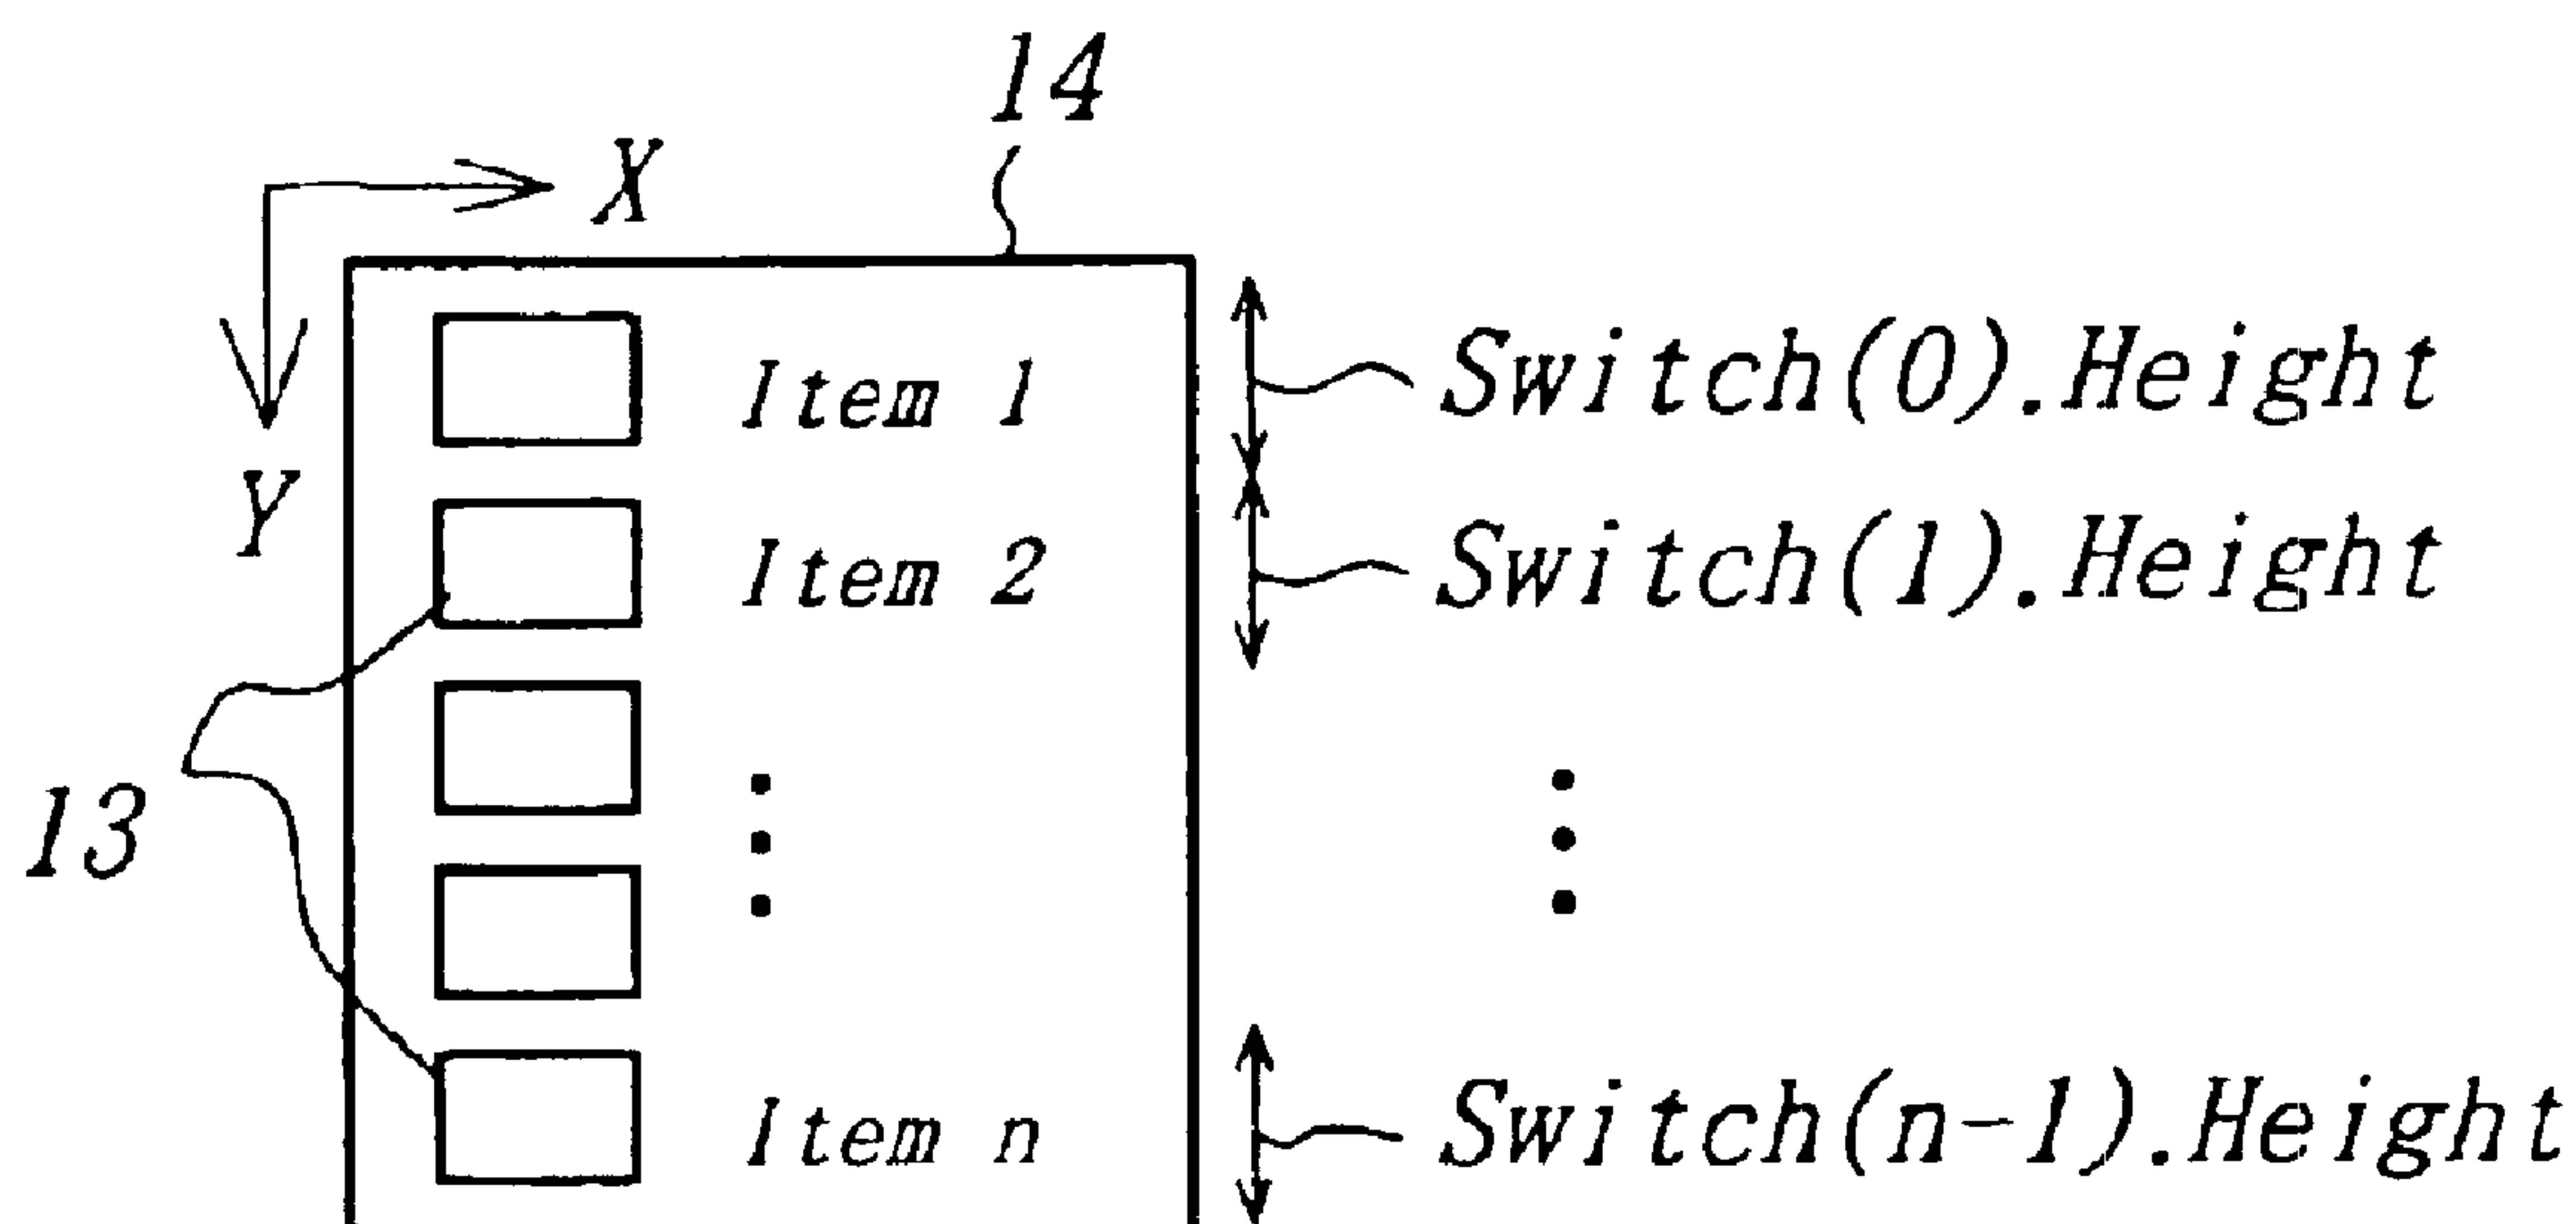 14
X
Item 1 Switch(0).Height
Y
Item 2 Switch(1).Height
13
Item n Switch(n-1).Height